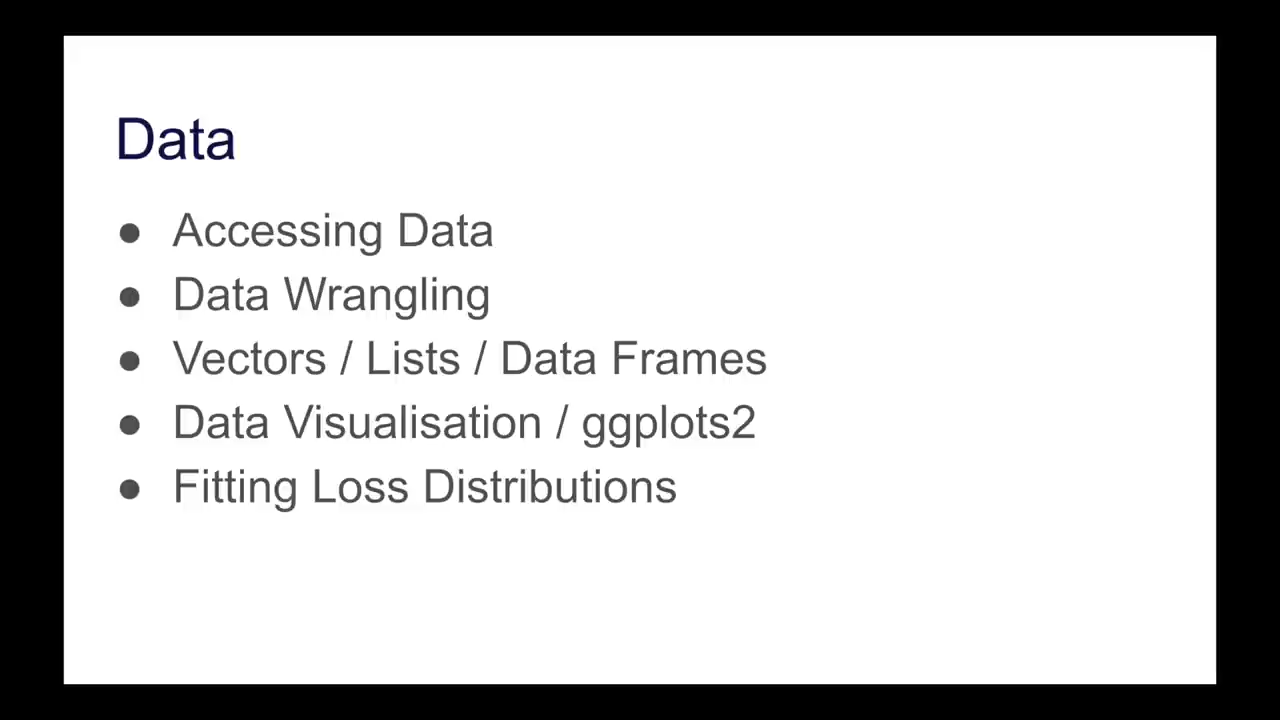 Data
● Accessing Data
● Data Wrangling
● Vectors / Lists / Data Frames
● Data Visualisation / ggplots2
● Fitting Loss Distributions